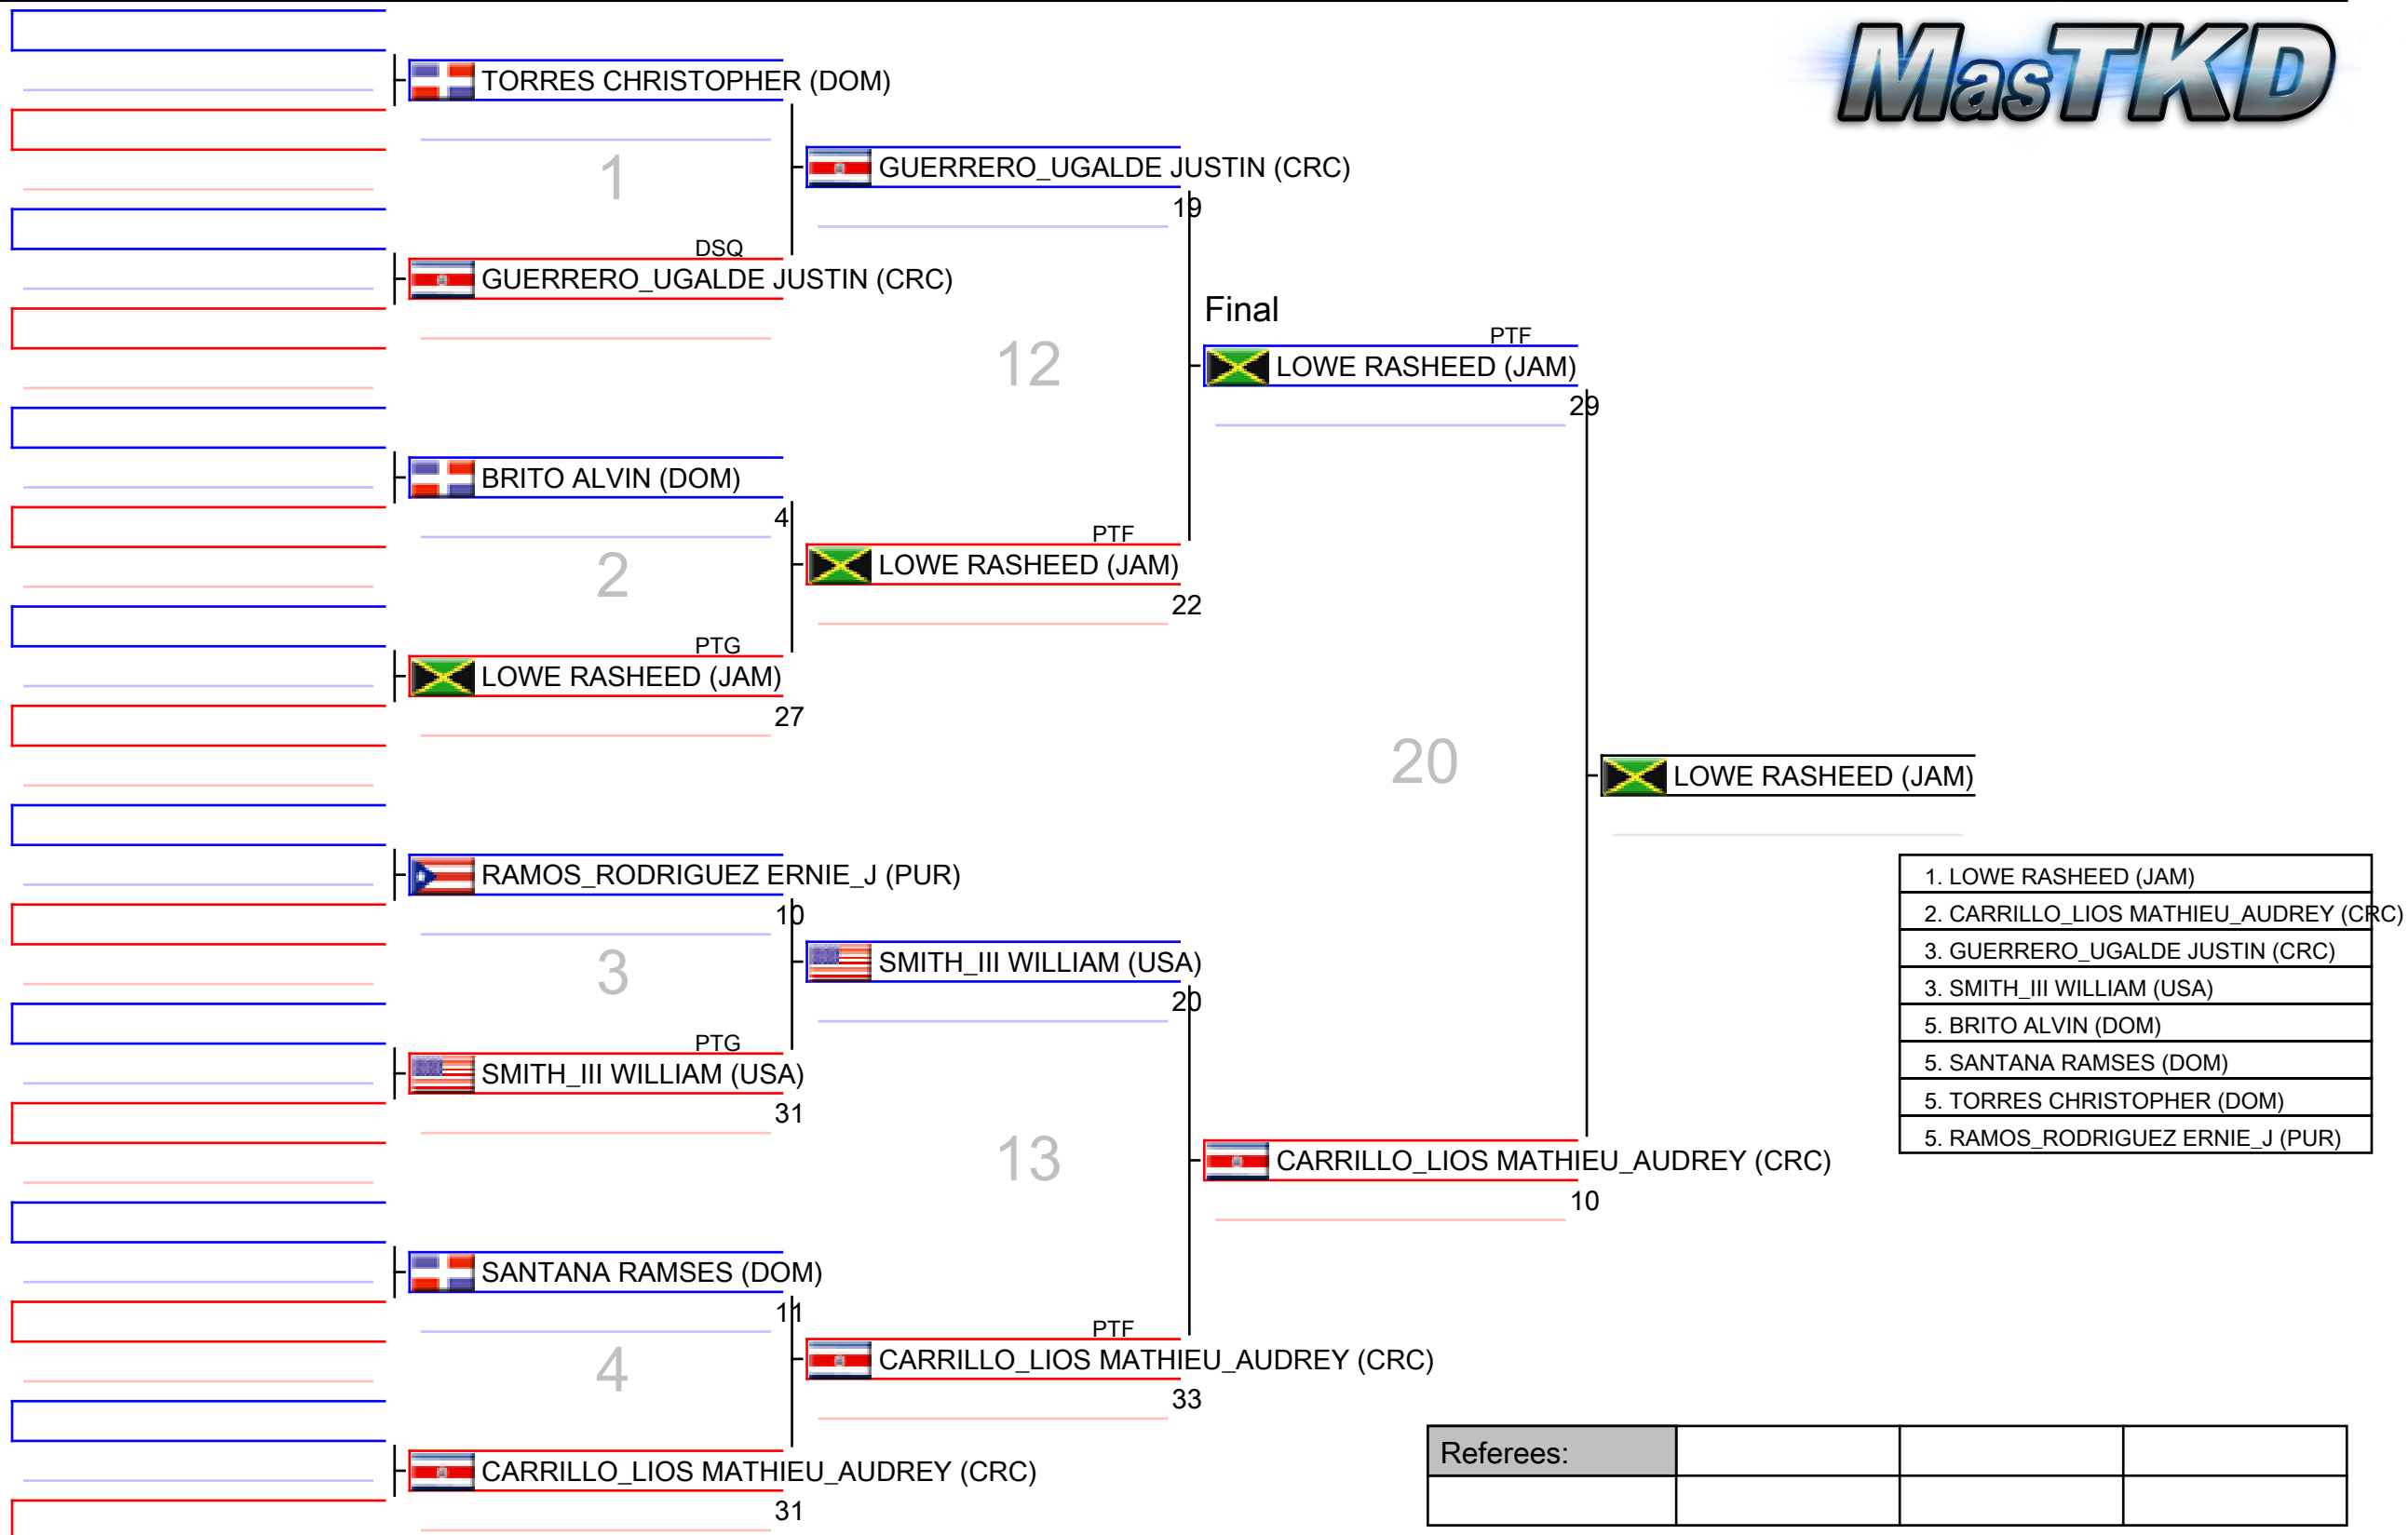 MasTKD
TORRES CHRISTOPHER (DOM)
1
GUERRERO_UGALDE JUSTIN (CRC)
19
DSQ
GUERRERO_UGALDE JUSTIN (CRC)
Final
12
PTF
LOWE RASHEED (JAM)
29
BRITO ALVIN (DOM)
4
2
PTF
LOWE RASHEED (JAM)
22
PTG
LOWE RASHEED (JAM)
27
20
LOWE RASHEED (JAM)
RAMOS_RODRIGUEZ ERNIE_J (PUR)
10
3
SMITH_III WILLIAM (USA)
20
PTG
SMITH_III WILLIAM (USA)
31
13
CARRILLO_LIOS MATHIEU_AUDREY (CRC)
10
SANTANA RAMSES (DOM)
11
4
PTF
CARRILLO_LIOS MATHIEU_AUDREY (CRC)
33
CARRILLO_LIOS MATHIEU_AUDREY (CRC)
31
1. LOWE RASHEED (JAM)
2. CARRILLO_LIOS MATHIEU_AUDREY (CRC)
3. GUERRERO_UGALDE JUSTIN (CRC)
3. SMITH_III WILLIAM (USA)
5. BRITO ALVIN (DOM)
5. SANTANA RAMSES (DOM)
5. TORRES CHRISTOPHER (DOM)
5. RAMOS_RODRIGUEZ ERNIE_J (PUR)
Referees: